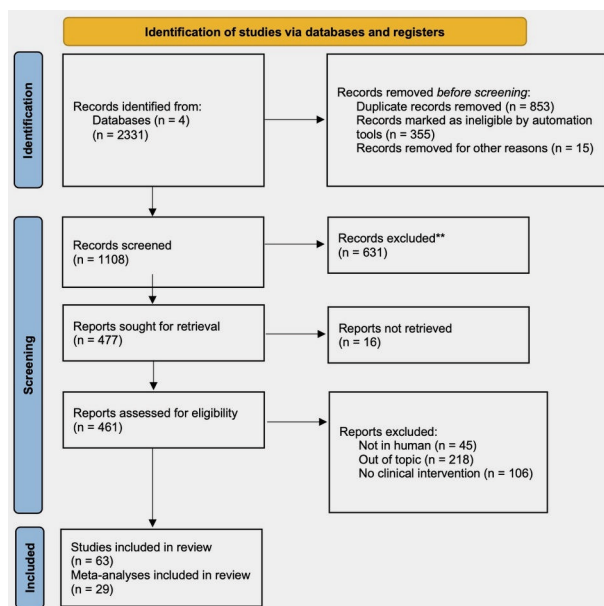 Identification of studies via databases and registers
Identification
Records identified from:
Databases (n = 4)
(n = 2331)
Records removed before screening:
Duplicate records removed (n = 853)
Records marked as ineligible by automation
tools (n = 355)
Records removed for other reasons (n = 15)
Screening
Records screened
(n = 1108)
Records excluded**
(n = 631)
Reports sought for retrieval
(n = 477)
Reports not retrieved
(n = 16)
Reports assessed for eligibility
(n = 461)
Reports excluded:
Not in human (n = 45)
Out of topic (n = 218)
No clinical intervention (n = 106)
Included
Studies included in review
(n = 63)
Meta-analyses included in review
(n = 29)